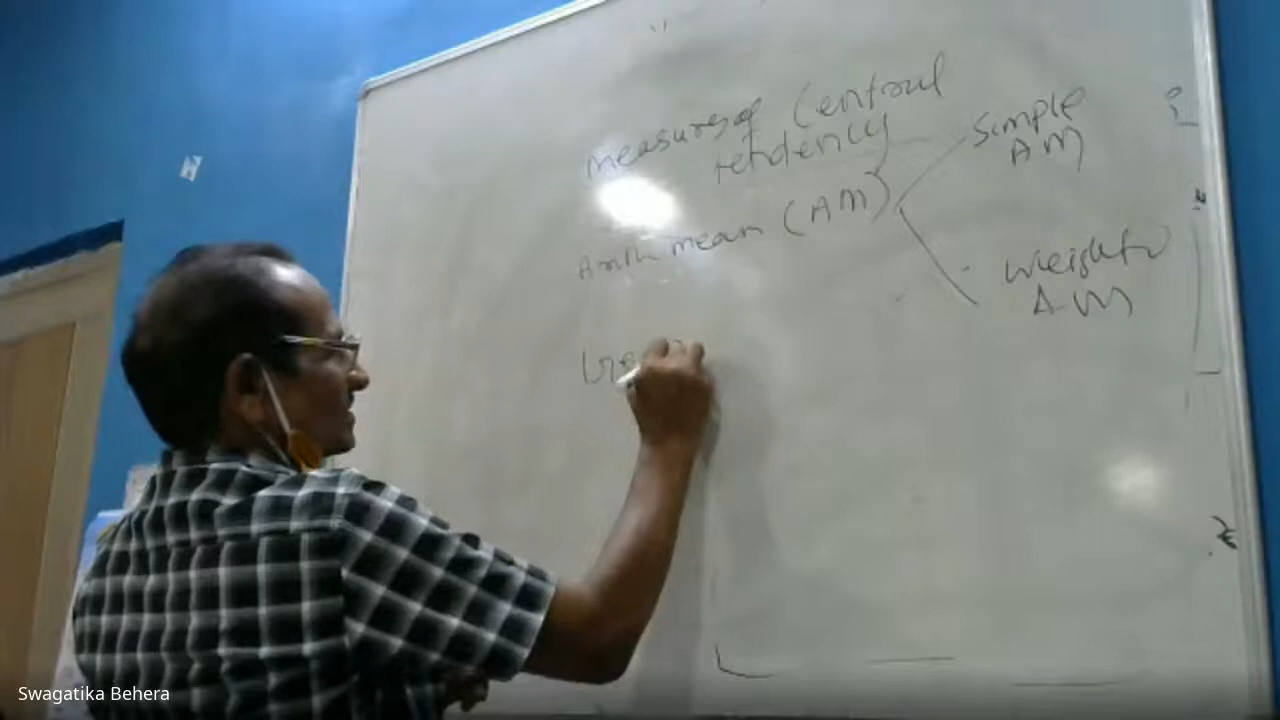 Measures of Central
tendency
Arith mean (AM)
Simple
AM
Weighted
AM
Swagatika Behera